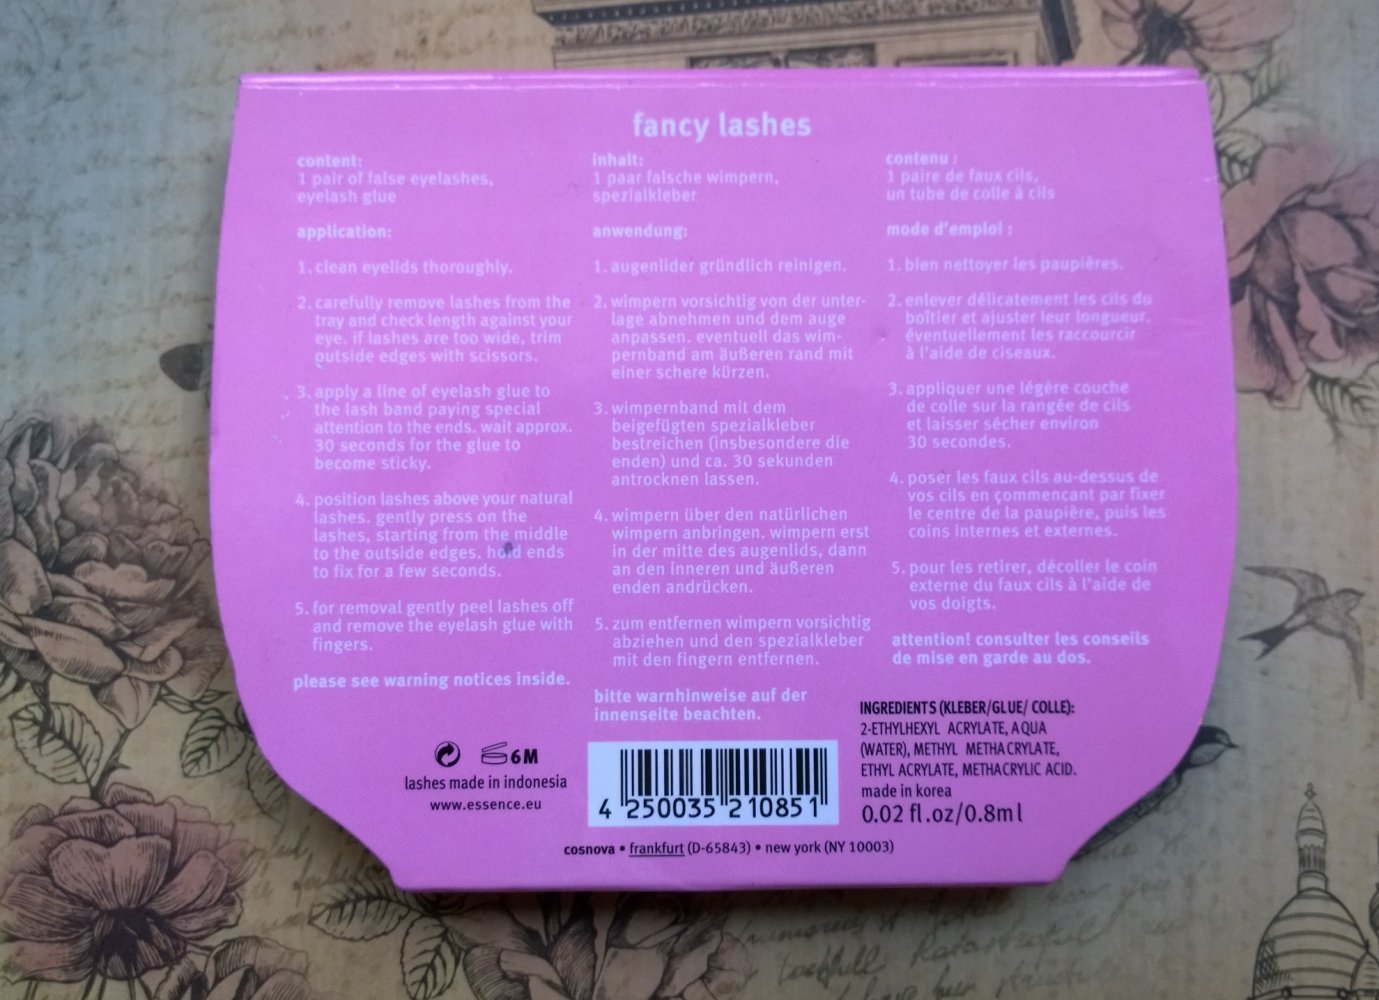 fancy lashes
content:
1 pair of false eyelashes,
eyelash glue
application:
1. clean eyelids thoroughly.
2. carefully remove lashes from the
tray and check length against your
eye. if lashes are too wide, trim
outside edges with scissors.
3. apply a line of eyelash glue to
the lash band paying special
attention to the ends. wait approx.
30 seconds for the glue to
become sticky.
4. position lashes above your natural
lashes. gently press on the
lashes, starting from the middle
to the outside edges. hold ends
to fix for a few seconds.
5. for removal gently peel lashes off
and remove the eyelash glue with
fingers.
please see warning notices inside.
inhalt:
1 paar falsche wimpern,
spezialkleber
anwendung:
1. augenlider gründlich reinigen.
2. wimpern vorsichtig von der unter-
lage abnehmen und dem auge
anpassen. eventuell das wim-
pernband am äußeren rand mit
einer schere kürzen.
3. wimpernband mit dem
beigefügten spezialkleber
bestreichen (insbesondere die
enden) und ca. 30 sekunden
antrocknen lassen.
4. wimpern über den natürlichen
wimpern anbringen. wimpern erst
in der mitte des augenlids, dann
an den inneren und äußeren
enden andrücken.
5. zum entfernen wimpern vorsichtig
abziehen und den spezialkleber
mit den fingern entfernen.
bitte warnhinweise auf der
innenseite beachten.
contenu :
1 paire de faux cils,
un tube de colle à cils
mode d'emploi :
1. bien nettoyer les paupières.
2. enlever délicatement les cils du
boîtier et ajuster leur longueur.
éventuellement les raccourcir
à l'aide de ciseaux.
3. appliquer une légère couche
de colle sur la rangée de cils
et laisser sécher environ
30 secondes.
4. poser les faux cils au-dessus de
vos cils en çommencant par fixer
le centre de la paupière, puis les
coins internes et externes.
5. pour les retirer, décoller le coin
externe du faux cils à l'aide de
vos doigts.
attention! consulter les conseils
de mise en garde au dos.
INGREDIENTS (KLEBER/GLUE/ COLLE):
2-ETHYLHEXYL ACRYLATE, AQUA
(WATER), METHYL METHACRYLATE,
ETHYL ACRYLATE, METHACRYLIC ACID.
made in korea
0.02 fl.oz/0.8ml
6M
lashes made in indonesia
www.essence.eu
4 250035 210851
cosnova • frankfurt (D-65843) • new york (NY 10003)